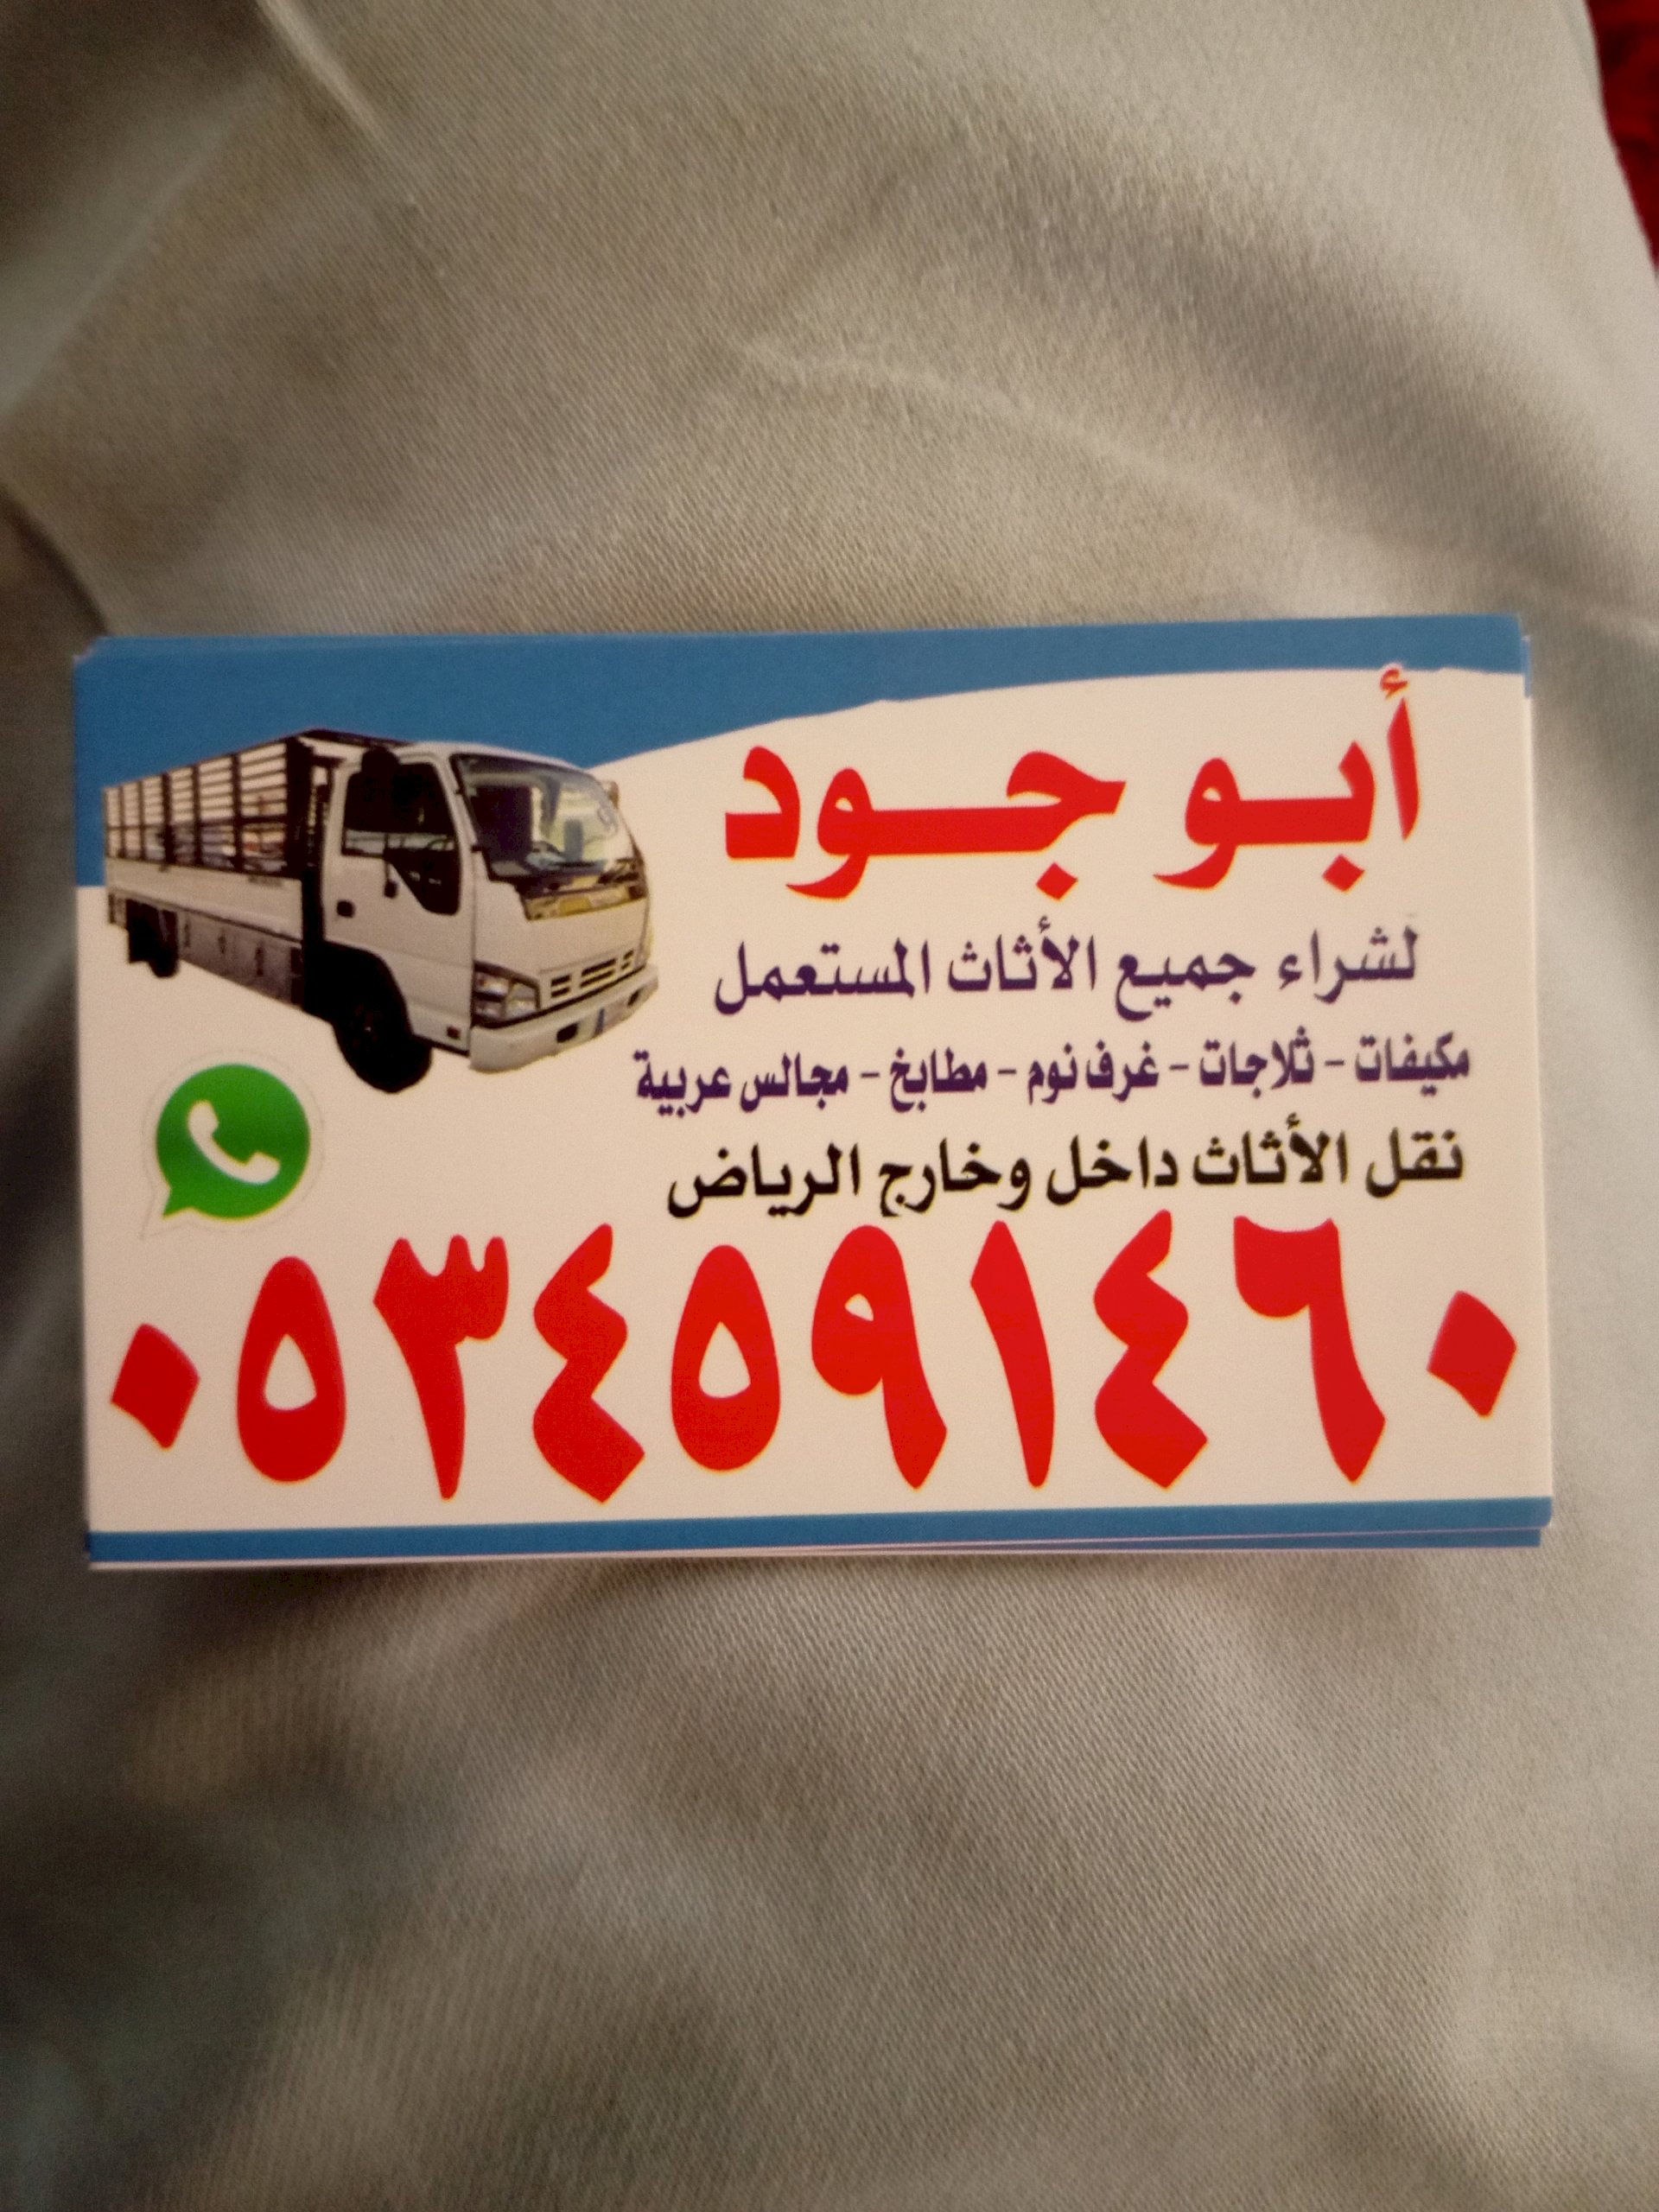 أبو جود
لشراء جميع الأثاث المستعمل
مكيفات - ثلاجات - غرف نوم - مطابخ - مجالس عربية
نقل الأثاث داخل وخارج الرياض
٠٥٣٤٥٩١٤٦٠